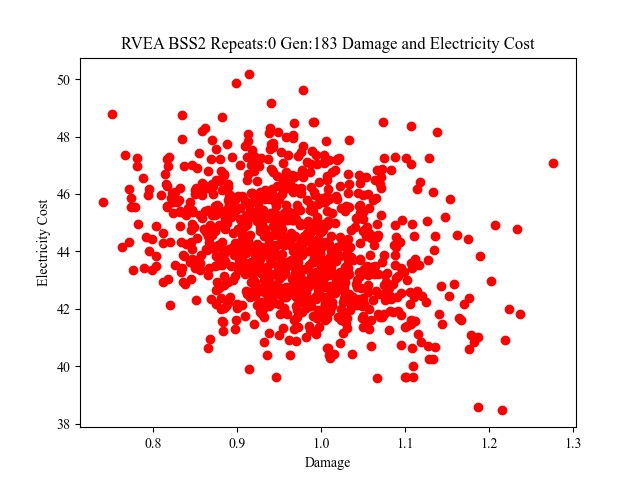 RVEA BSS2 Repeats:0 Gen:183 Damage and Electricity Cost
50
48
46
44
42
40
38
Electricity Cost
0.8 0.9 1.0 1.1 1.2 1.3
Damage